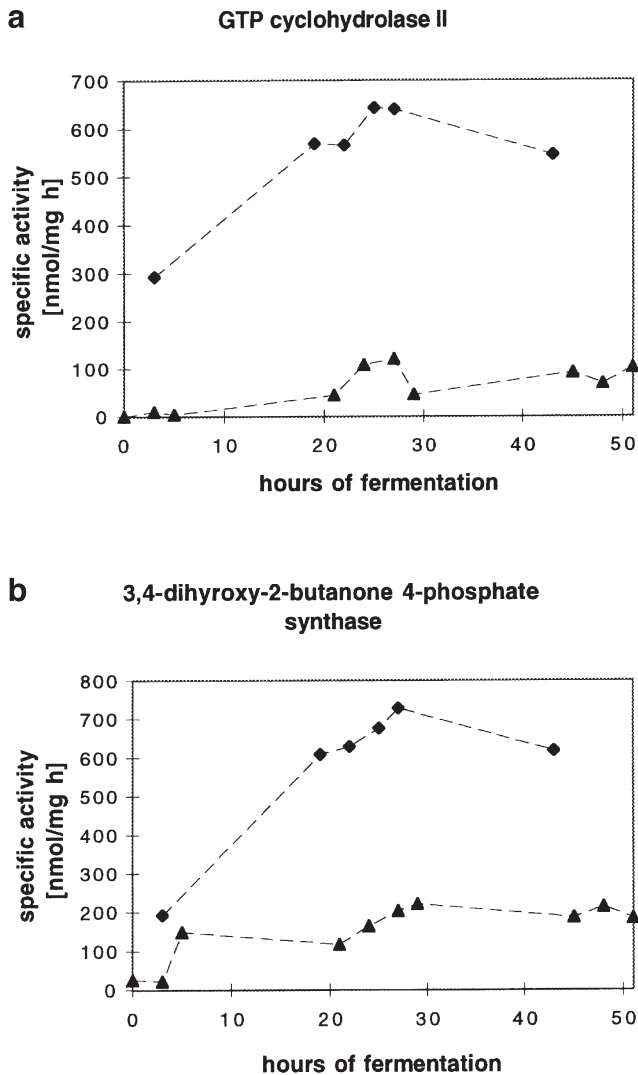 a
GTP cyclohydrolase II
700
600
500
400
300
200
100
0
specific activity
[nmol/mg h]
0 10 20 30 40 50
hours of fermentation
b
3,4-dihyroxy-2-butanone 4-phosphate
synthase
800
700
600
500
400
300
200
100
0
specific activity
[nmol/mg h]
0 10 20 30 40 50
hours of fermentation